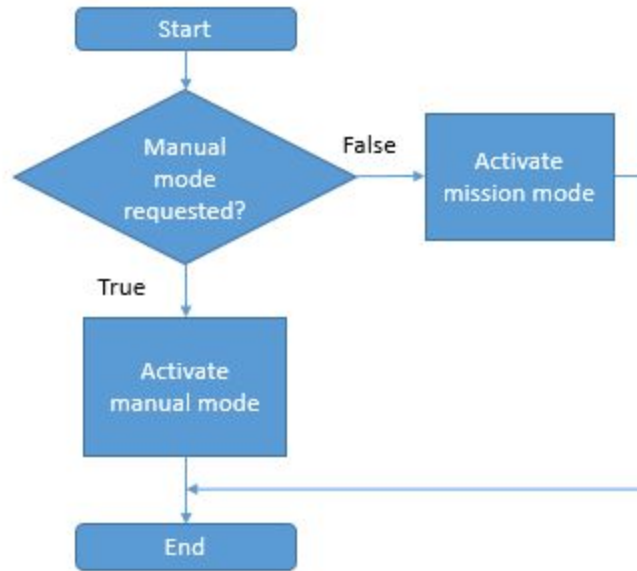 Start
Manual
mode
requested?
False
Activate
mission mode
True
Activate
manual mode
End